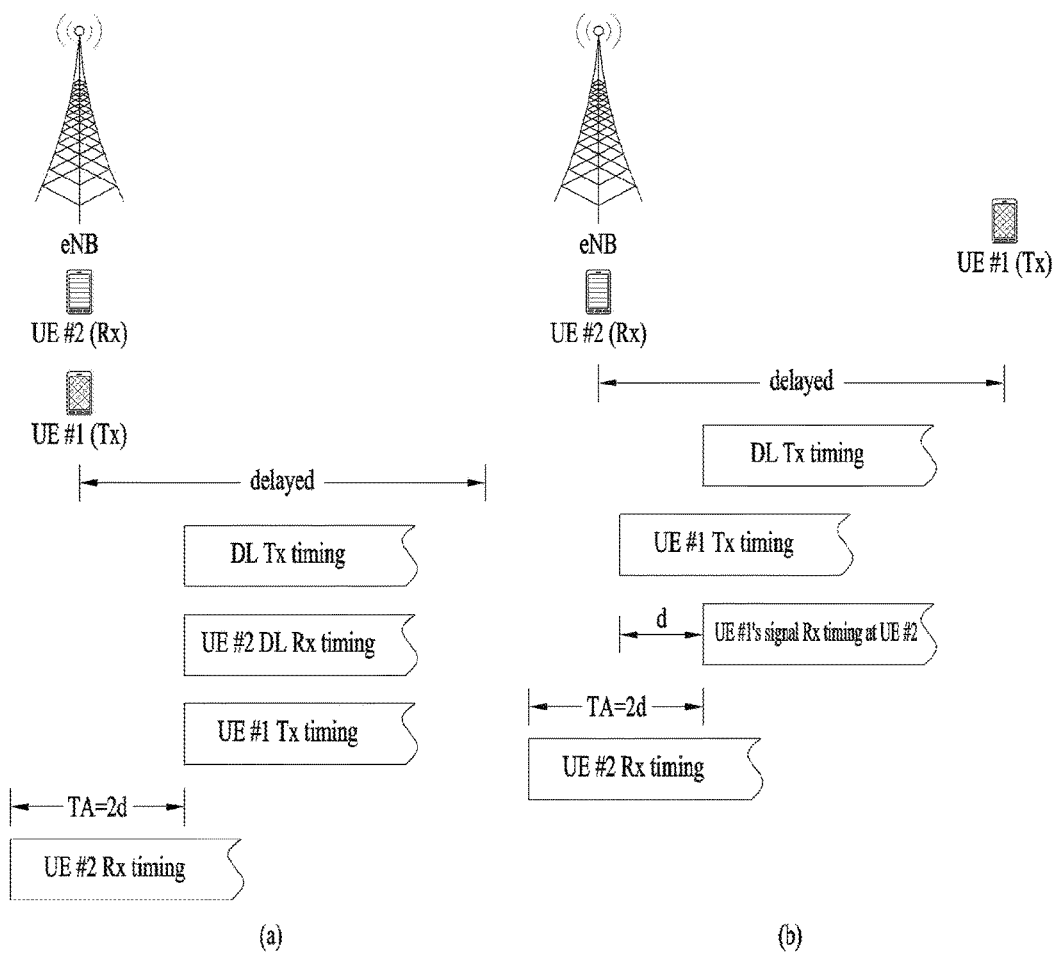 eNB
UE #2 (Rx)
UE #1 (Tx)
delayed
DL Tx timing
UE #2 DL Rx timing
UE #1 Tx timing
TA=2d
UE #2 Rx timing
(a)
eNB
UE #1 (Tx)
UE #2 (Rx)
delayed
DL Tx timing
UE #1 Tx timing
d
UE #1's signal Rx timing at UE #2
TA=2d
UE #2 Rx timing
(b)